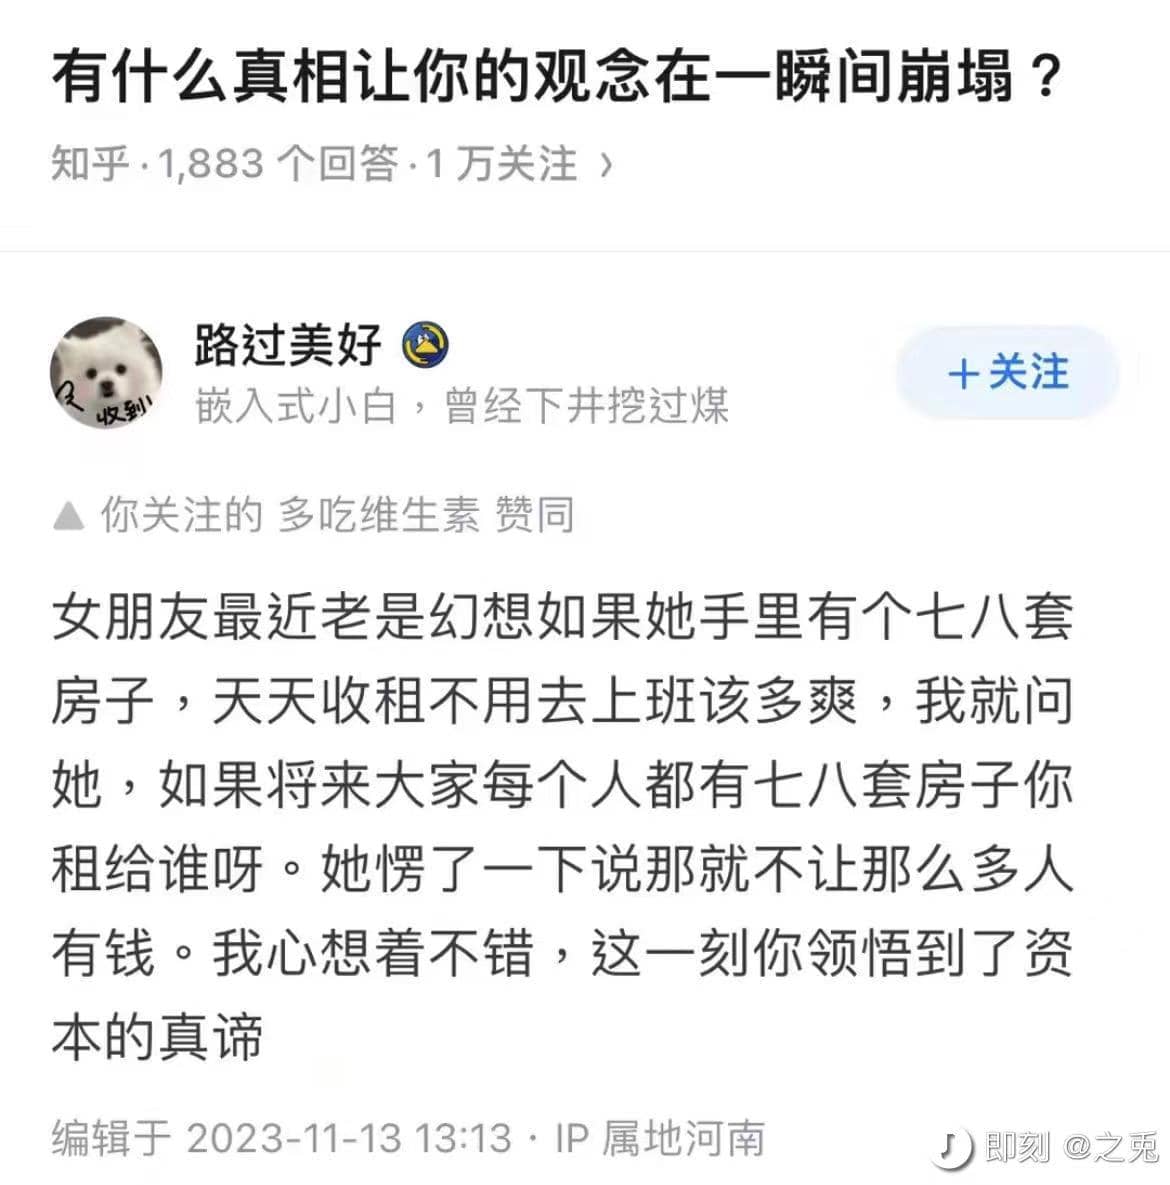 有什么真相让你的观念在一瞬间崩塌？
知乎 · 1,883 个回答 · 1 万关注 ›
路过美好
嵌入式小白，曾经下井挖过煤
+关注
收到!
▲ 你关注的 多吃维生素 赞同
女朋友最近老是幻想如果她手里有个七八套
房子，天天收租不用去上班该多爽，我就问
她，如果将来大家每个人都有七八套房子你
租给谁呀。她愣了一下说那就不让那么多人
有钱。我心想着不错，这一刻你领悟到了资
本的真谛
编辑于 2023-11-13 13:13 · IP 属地河南
即刻 @之兎